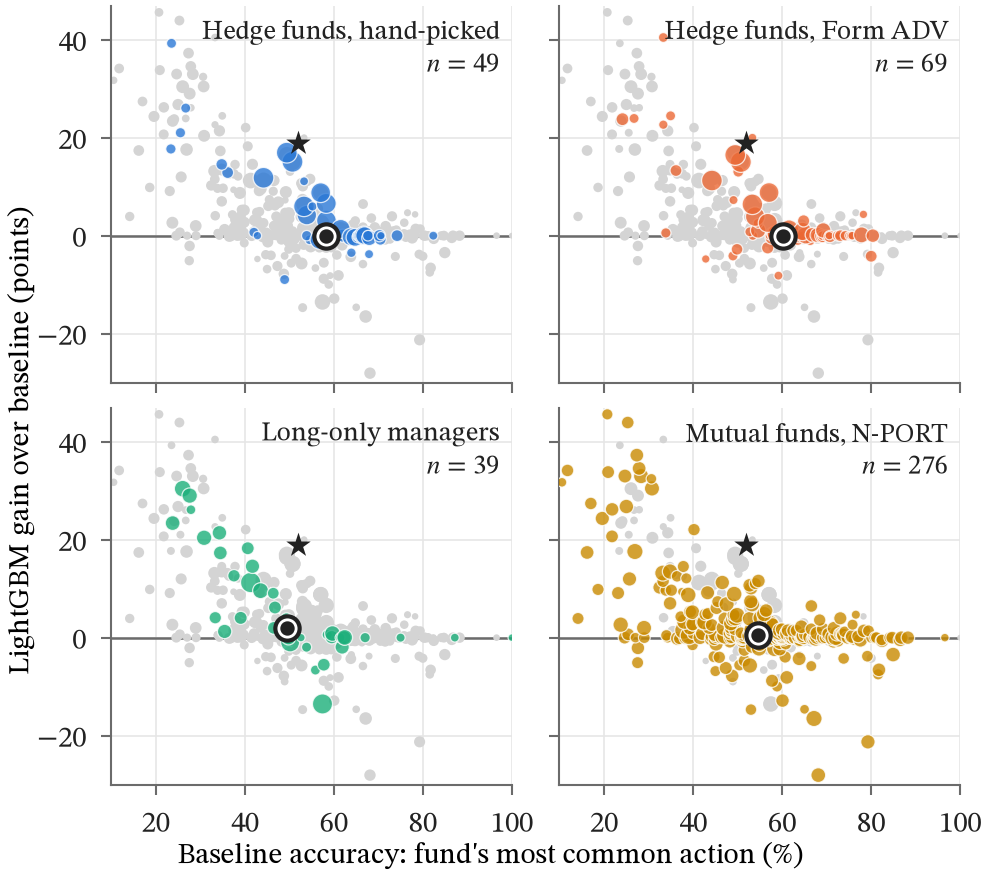 Hedge funds, hand-picked
n = 49
Hedge funds, Form ADV
n = 69
40
20
0
−20
Long-only managers
n = 39
Mutual funds, N-PORT
n = 276
40
20
0
−20
20 40 60 80 100
20 40 60 80 100
LightGBM gain over baseline (points)
Baseline accuracy: fund's most common action (%)